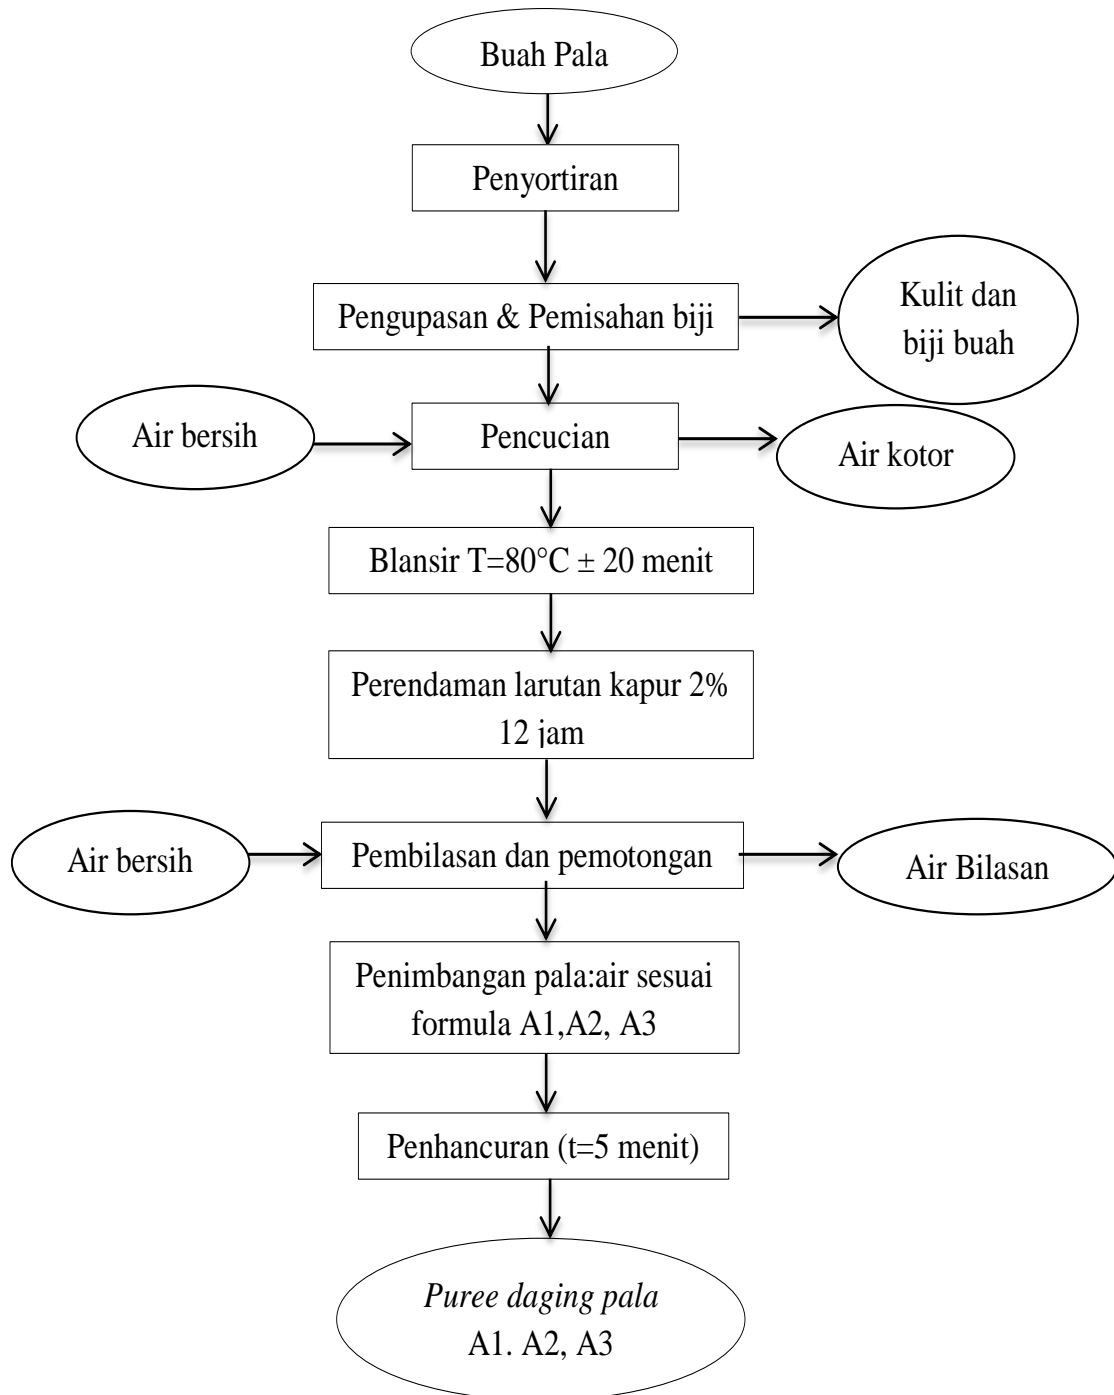 Buah Pala
Penyortiran
Pengupasan & Pemisahan biji
Kulit dan
biji buah
Air bersih
Pencucian
Air kotor
Blansir T=80°C ± 20 menit
Perendaman larutan kapur 2%
12 jam
Air bersih
Pembilasan dan pemotongan
Air Bilasan
Penimbangan pala:air sesuai
formula A1,A2, A3
Penhancuran (t=5 menit)
Puree daging pala
A1. A2, A3